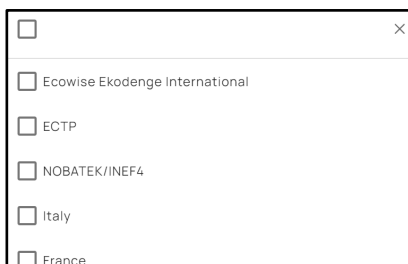 Ecowise Ekodenge International
ECTP
NOBATEK/INEF4
Italy
France